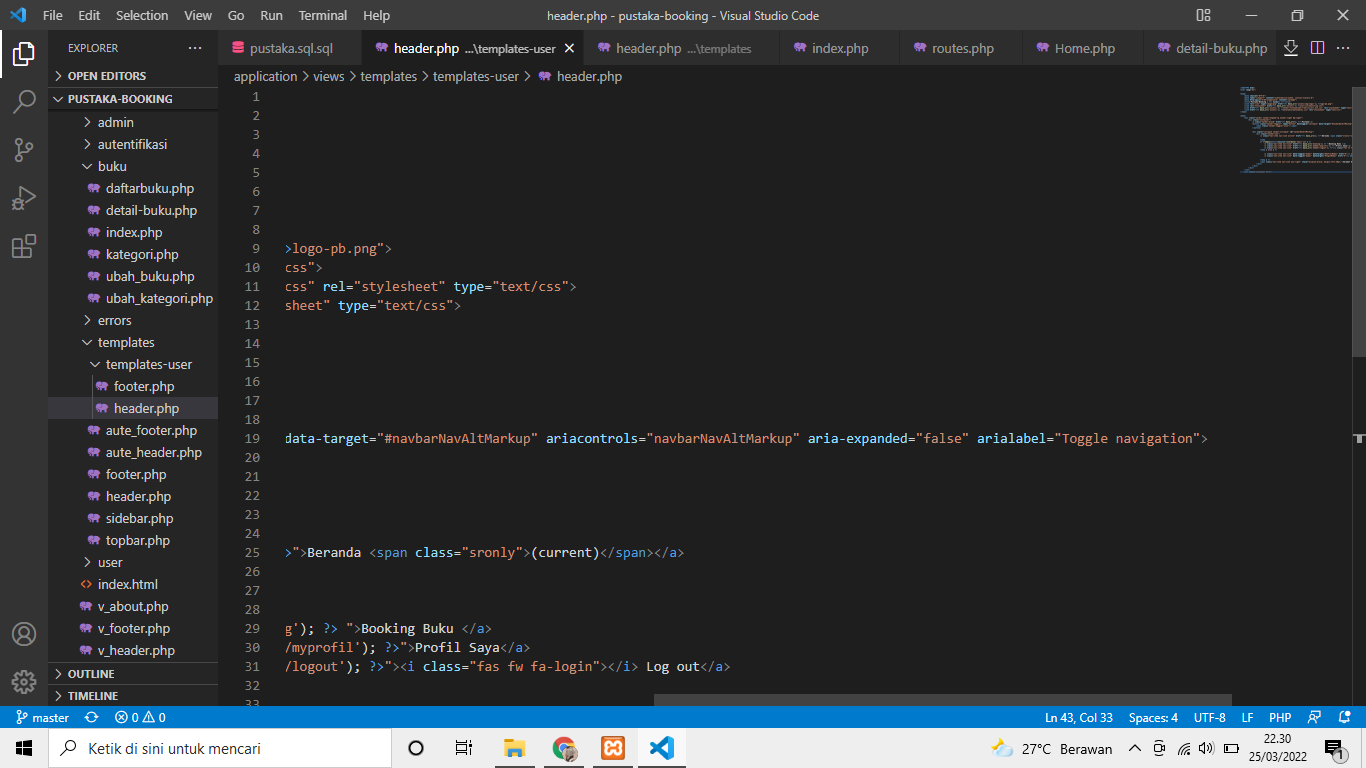 File Edit Selection View Go Run Terminal Help header.php - pustaka-booking - Visual Studio Code
EXPLORER ··· pustaka.sql.sql header.php ...\templates-user header.php ...\templates index.php routes.php Home.php detail-buku.php ···
OPEN EDITORS
application > views > templates > templates-user > header.php
PUSTAKA-BOOKING
admin
autentifikasi
buku
daftarbuku.php
detail-buku.php
index.php
kategori.php
ubah_buku.php
ubah_kategori.php
errors
templates
templates-user
footer.php
header.php
aute_footer.php
aute_header.php
footer.php
header.php
sidebar.php
topbar.php
user
index.html
v_about.php
v_footer.php
v_header.php
OUTLINE
TIMELINE
1
2
3
4
5
6
7
8
9 >logo-pb.png">
10 css">
11 css" rel="stylesheet" type="text/css">
12 sheet" type="text/css">
13
14
15
16
17
18
19 data-target="#navbarNavAltMarkup" ariacontrols="navbarNavAltMarkup" aria-expanded="false" arialabel="Toggle navigation">
20
21
22
23
24
25 >">Beranda <span class="sronly">(current)</span></a>
26
27
28
29 g'); ?> ">Booking Buku </a>
30 /myprofil'); ?>">Profil Saya</a>
31 /logout'); ?>"><i class="fas fw fa-login"></i> Log out</a>
32
33
master 0 0 Ln 43, Col 33 Spaces: 4 UTF-8 LF PHP
Ketik di sini untuk mencari 27°C Berawan 22.30
25/03/2022 1